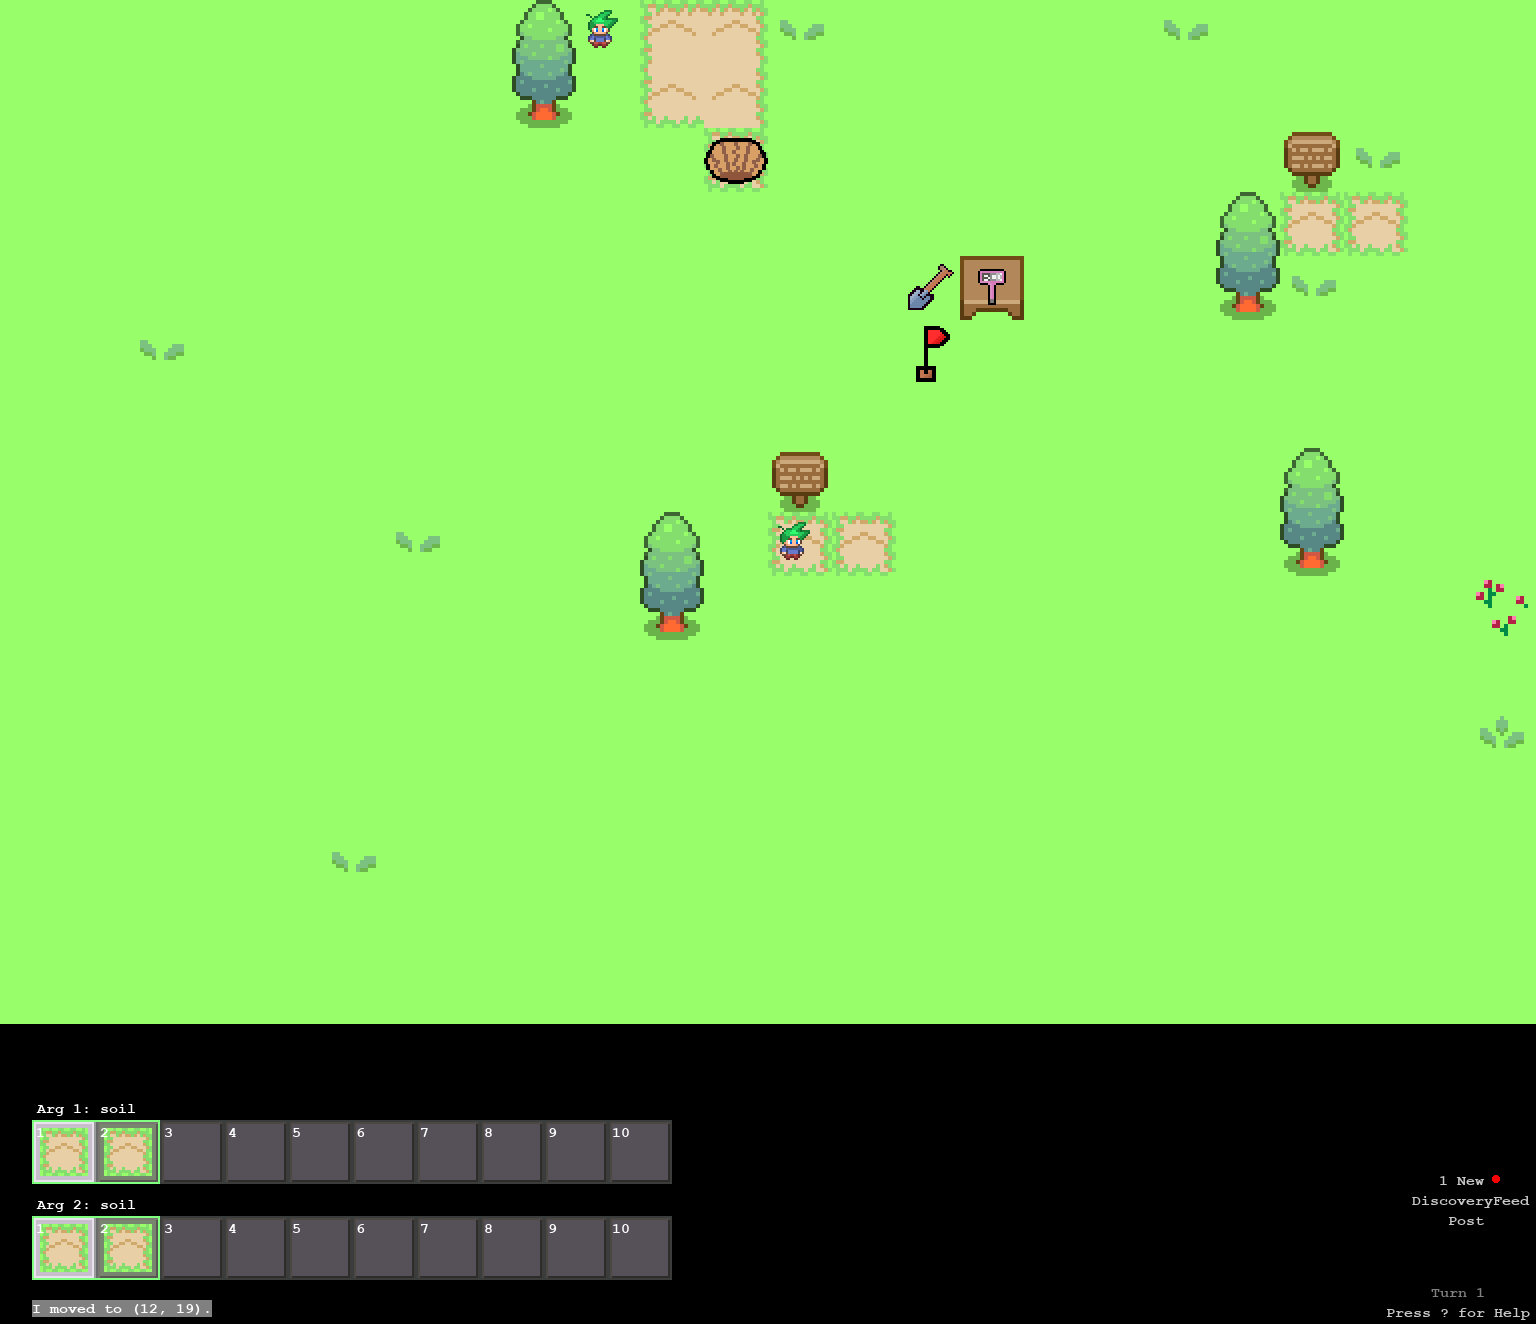 Arg 1: soil
1 2 3 4 5 6 7 8 9 10
Arg 2: soil
1 2 3 4 5 6 7 8 9 10
1 New
DiscoveryFeed
Post
I moved to (12, 19).
Turn 1
Press ? for Help